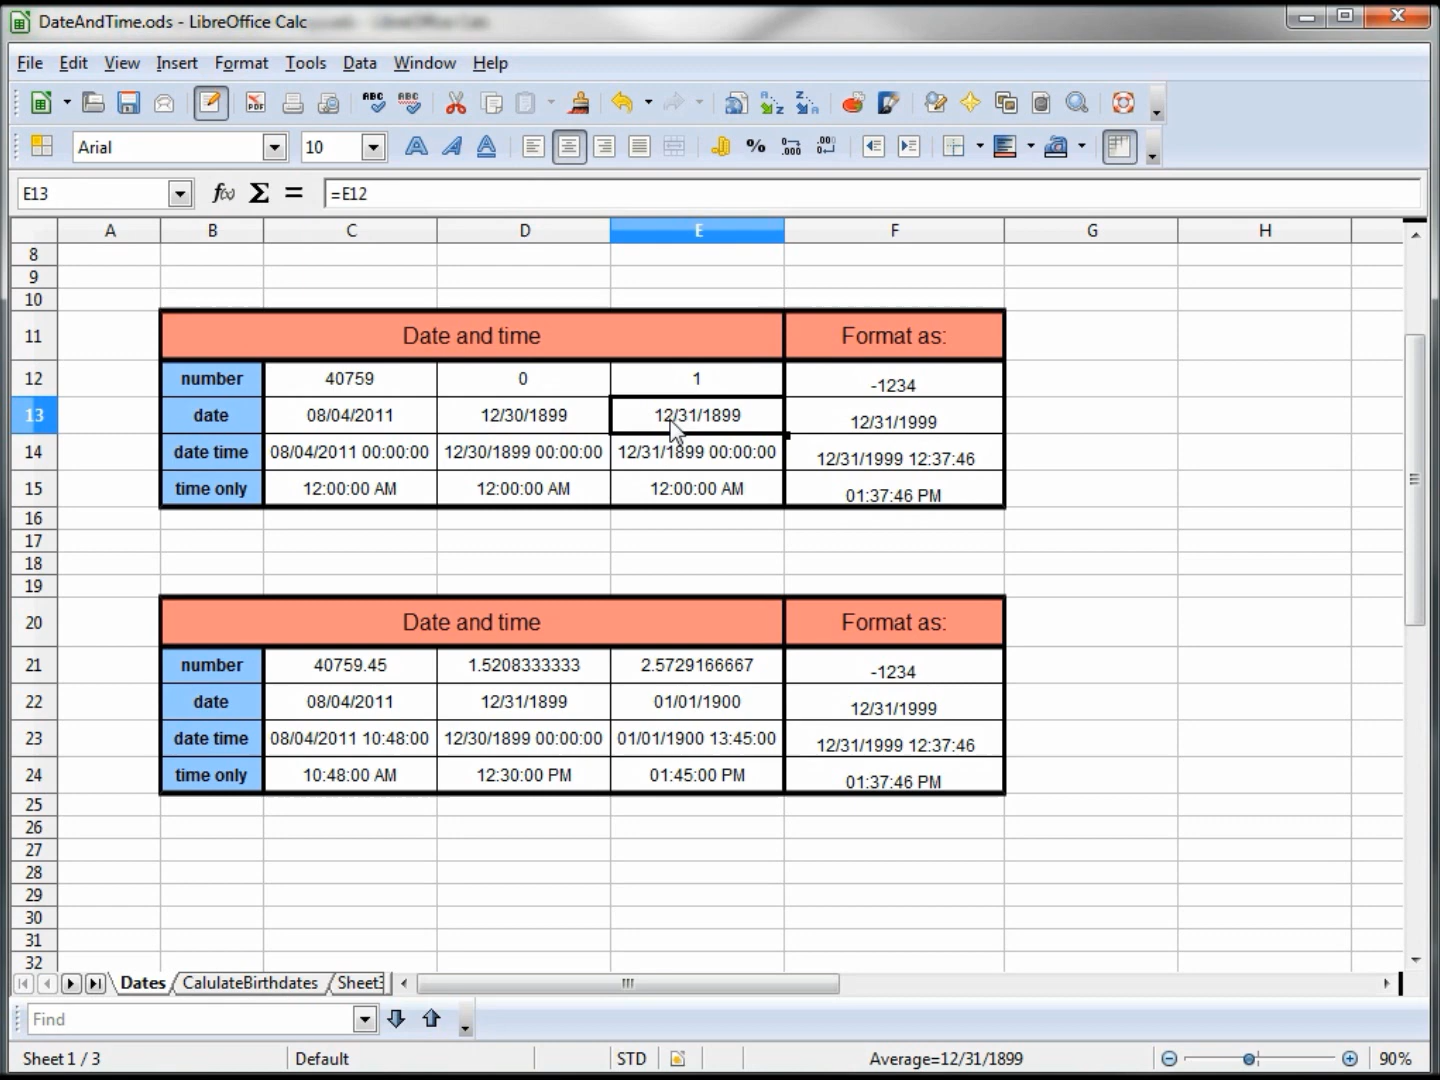 DateAndTime.ods - LibreOffice Calc
File Edit View Insert Format Tools Data Window Help
PDF ABC ABC
Arial 10
E13 f(x) Σ = =E12
A B C D E F G H
8
9
10
11 Date and time Format as:
12 number 40759 0 1 -1234
13 date 08/04/2011 12/30/1899 12/31/1899 12/31/1999
14 date time 08/04/2011 00:00:00 12/30/1899 00:00:00 12/31/1899 00:00:00 12/31/1999 12:37:46
15 time only 12:00:00 AM 12:00:00 AM 12:00:00 AM 01:37:46 PM
16
17
18
19
20 Date and time Format as:
21 number 40759.45 1.5208333333 2.5729166667 -1234
22 date 08/04/2011 12/31/1899 01/01/1900 12/31/1999
23 date time 08/04/2011 10:48:00 12/30/1899 00:00:00 01/01/1900 13:45:00 12/31/1999 12:37:46
24 time only 10:48:00 AM 12:30:00 PM 01:45:00 PM 01:37:46 PM
25
26
27
28
29
30
31
32
Dates CalulateBirthdates Sheet3
Find
Sheet 1 / 3 Default STD Average=12/31/1899 90%